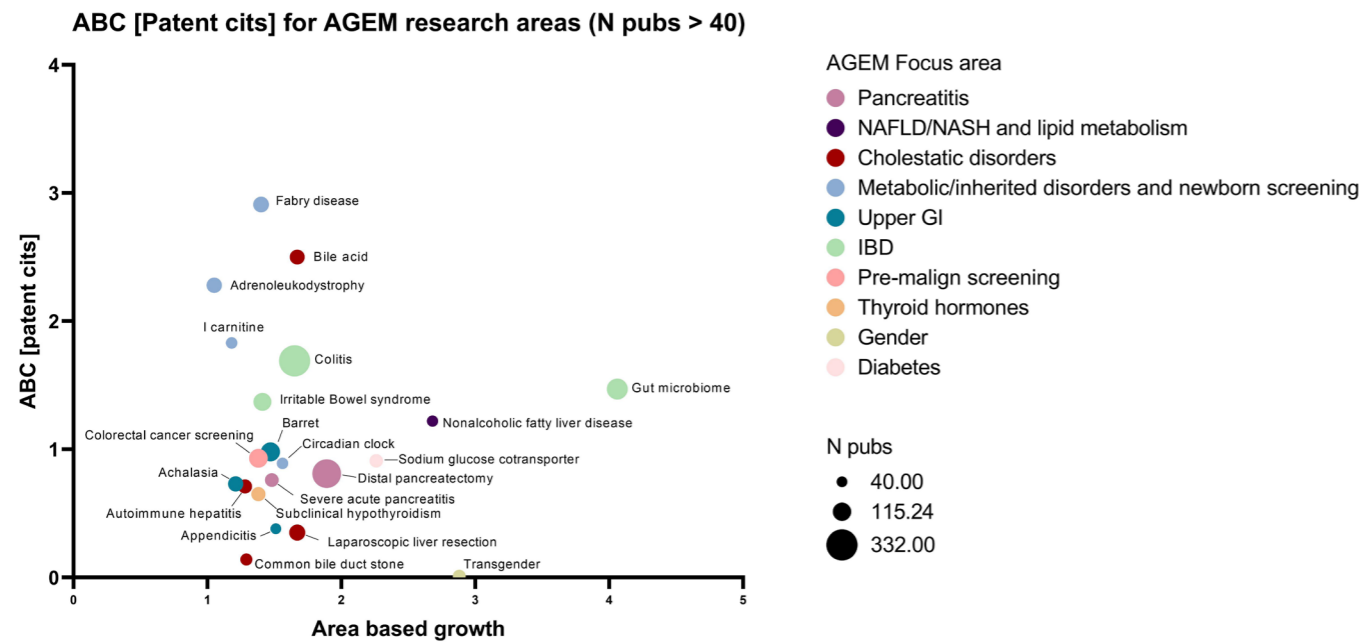 ABC [Patent cits] for AGEM research areas (N pubs > 40)
ABC [patent cits]
4
3
2
1
0
Fabry disease
Bile acid
Adrenoleukodystrophy
l carnitine
Colitis
Gut microbiome
Irritable Bowel syndrome
Nonalcoholic fatty liver disease
Barret
Colorectal cancer screening
Circadian clock
Sodium glucose cotransporter
Achalasia
Distal pancreatectomy
Severe acute pancreatitis
Autoimmune hepatitis
Subclinical hypothyroidism
Appendicitis
Laparoscopic liver resection
Common bile duct stone
Transgender
0
1
2
3
4
5
Area based growth
AGEM Focus area
Pancreatitis
NAFLD/NASH and lipid metabolism
Cholestatic disorders
Metabolic/inherited disorders and newborn screening
Upper GI
IBD
Pre-malign screening
Thyroid hormones
Gender
Diabetes
N pubs
40.00
115.24
332.00